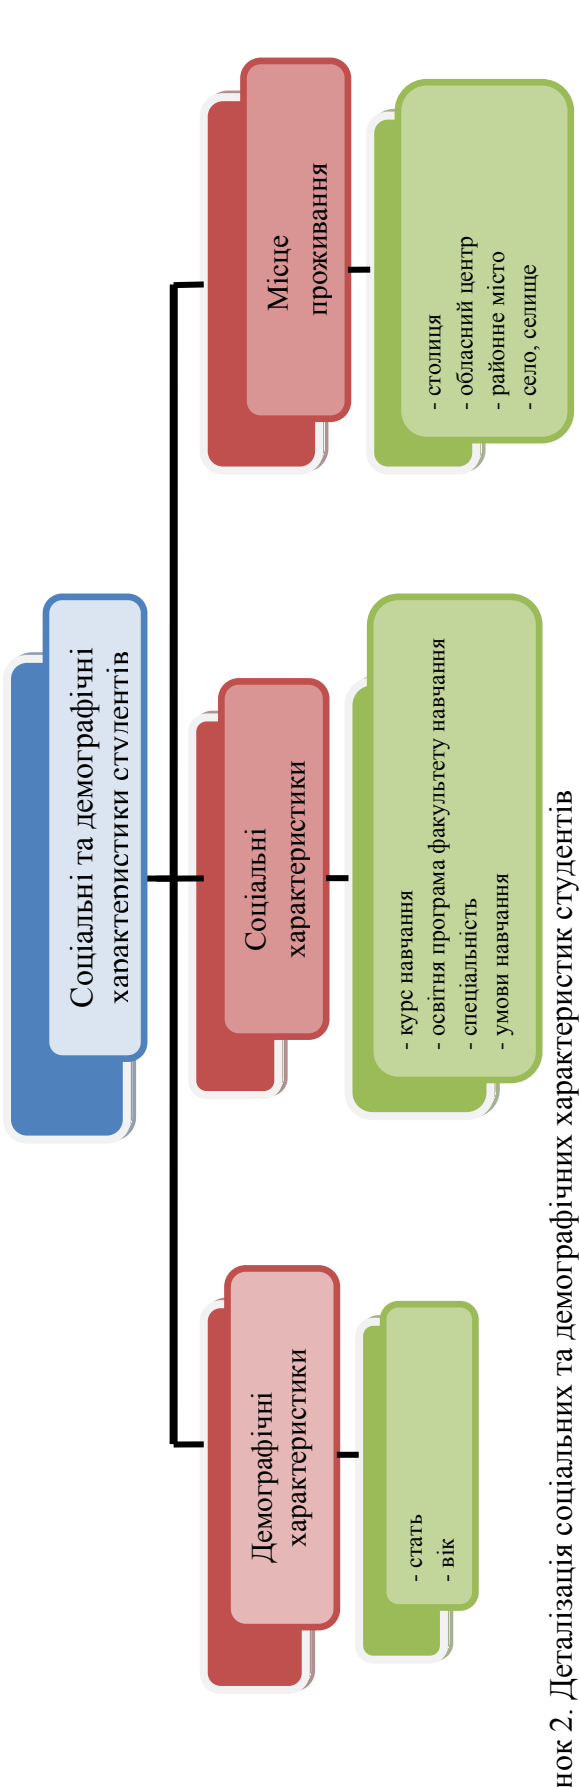 Соціальні та демографічні
характеристики студентів
Демографічні
характеристики
Соціальні
характеристики
Місце
проживання
- стать
- вік
- курс навчання
- освітня програма факультету навчання
- спеціальність
- умови навчання
- столиця
- обласний центр
- районне місто
- село, селище
нок 2. Деталізація соціальних та демографічних характеристик студентів